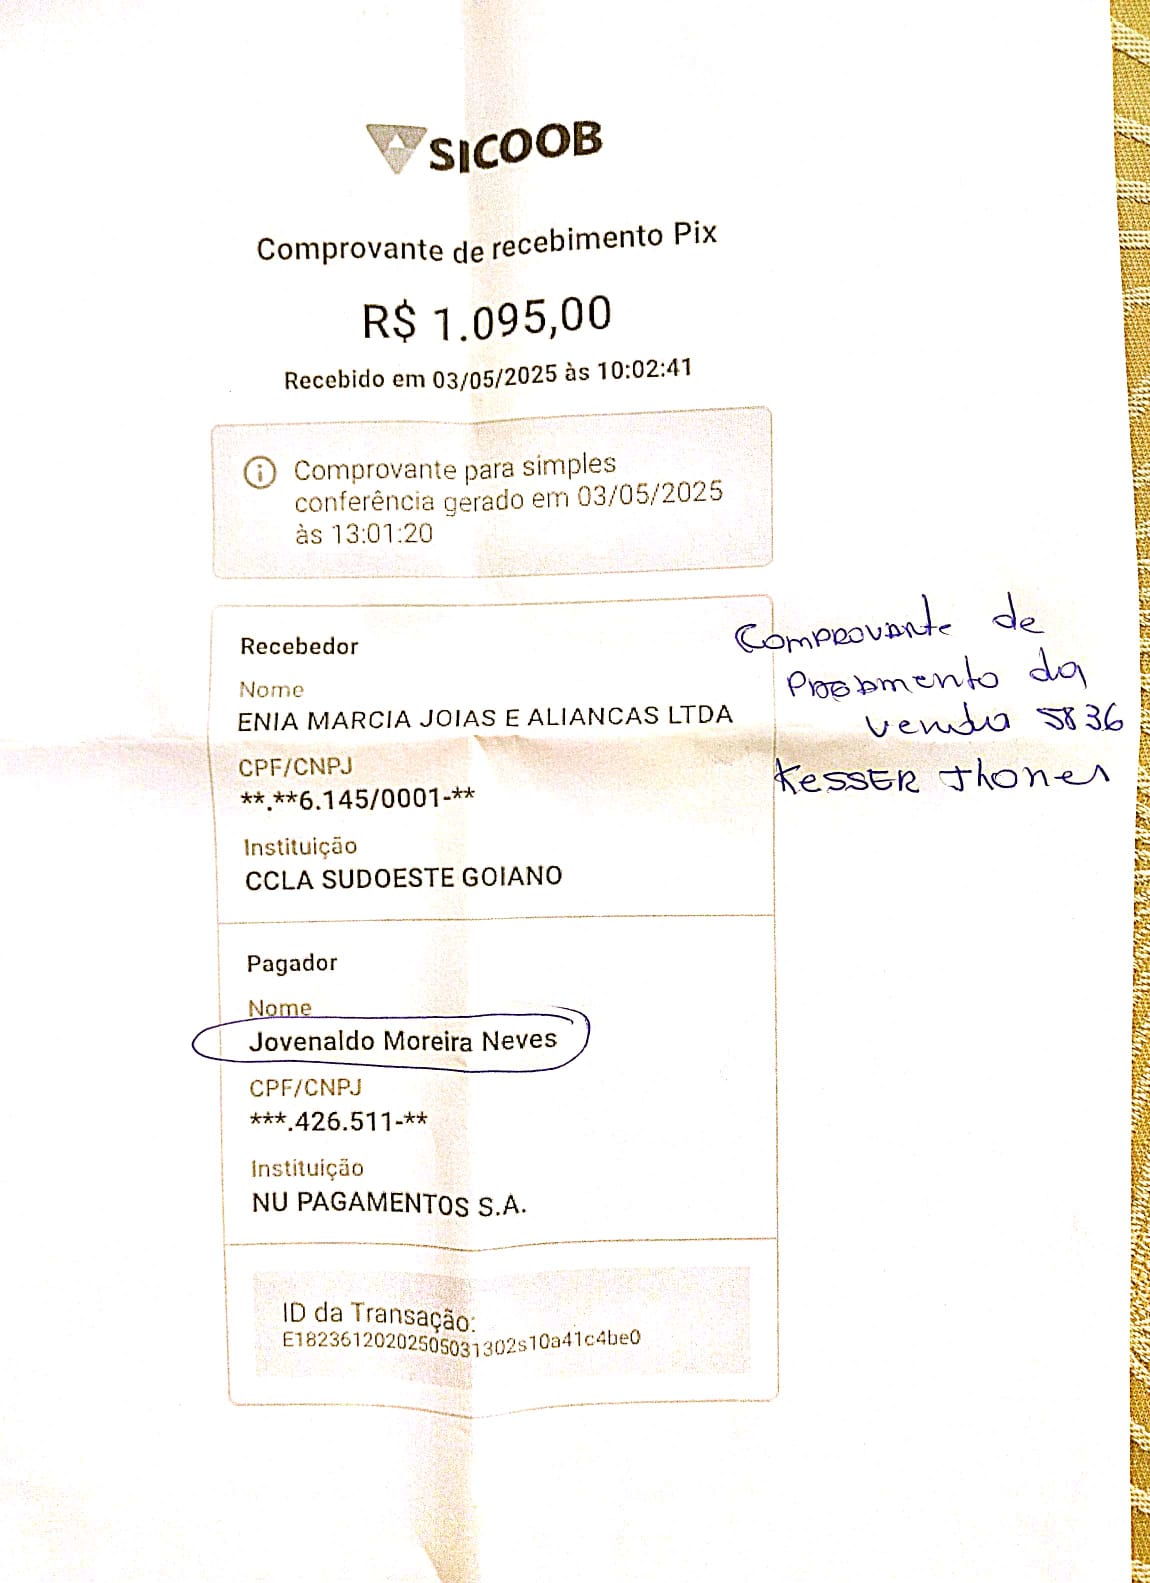 SICOOB
Comprovante de recebimento Pix
R$ 1.095,00
Recebido em 03/05/2025 às 10:02:41
Comprovante para simples
conferência gerado em 03/05/2025
às 13:01:20
Recebedor
Nome
ENIA MARCIA JOIAS E ALIANCAS LTDA
CPF/CNPJ
**.**6.145/0001-**
Instituição
CCLA SUDOESTE GOIANO
Comprovante de
da
venda 5836
Kesser Jhones
Pagador
Nome
Jovenaldo Moreira Neves
CPF/CNPJ
***.426.511-**
Instituição
NU PAGAMENTOS S.A.
ID da Transação:
E18236120202505031302s10a41c4be0